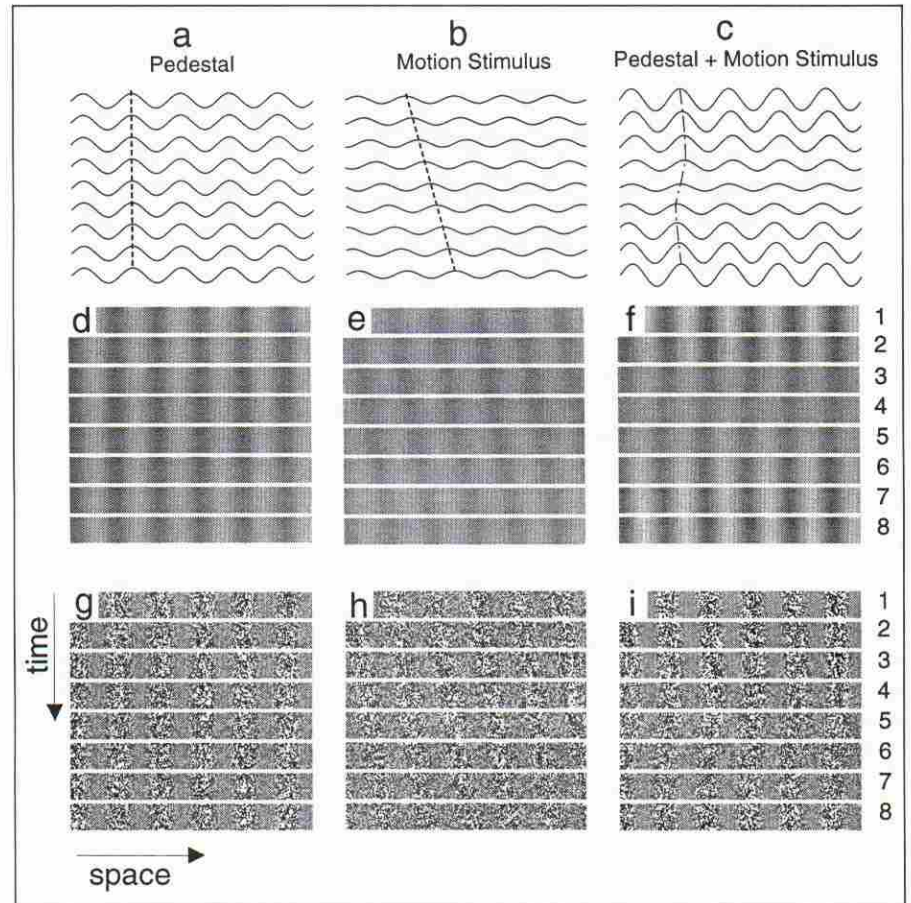 a
Pedestal
b
Motion Stimulus
c
Pedestal + Motion Stimulus
d
e
f
1
2
3
4
5
6
7
8
g
h
i
1
2
3
4
5
6
7
8
time
space